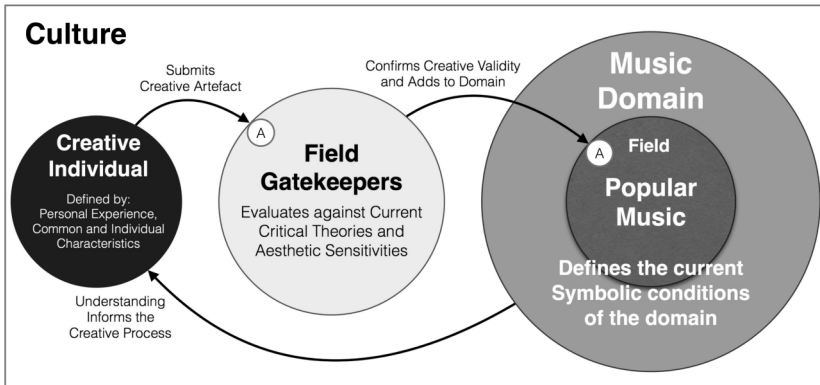 Culture
Submits
Creative Artefact
Confirms Creative Validity
and Adds to Domain
Creative
Individual
Defined by:
Personal Experience,
Common and Individual
Characteristics
A
Field
Gatekeepers
Evaluates against Current
Critical Theories and
Aesthetic Sensitivities
Music
Domain
A
Field
Popular
Music
Defines the current
Symbolic conditions
of the domain
Understanding
Informs the
Creative Process